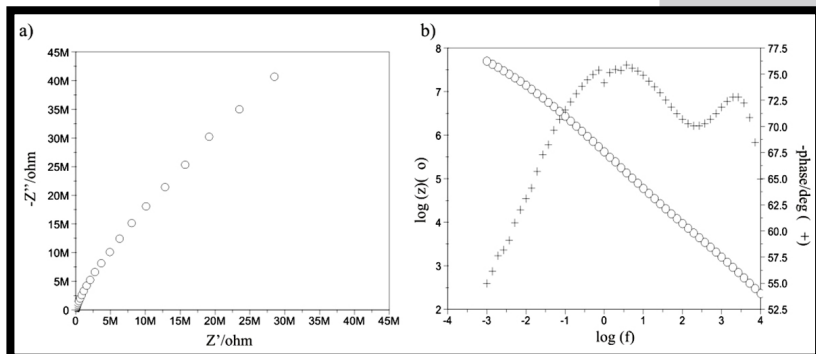 a)
45M
40M
35M
30M
25M
20M
15M
10M
5M
0
-Z''/ohm
0 5M 10M 15M 20M 25M 30M 35M 40M 45M
Z'/ohm
b)
8
7
6
5
4
3
2
log (z)( o)
-4 -3 -2 -1 0 1 2 3 4
log (f)
77.5
75.0
72.5
70.0
67.5
65.0
62.5
60.0
57.5
55.0
52.5
-phase/deg ( +)